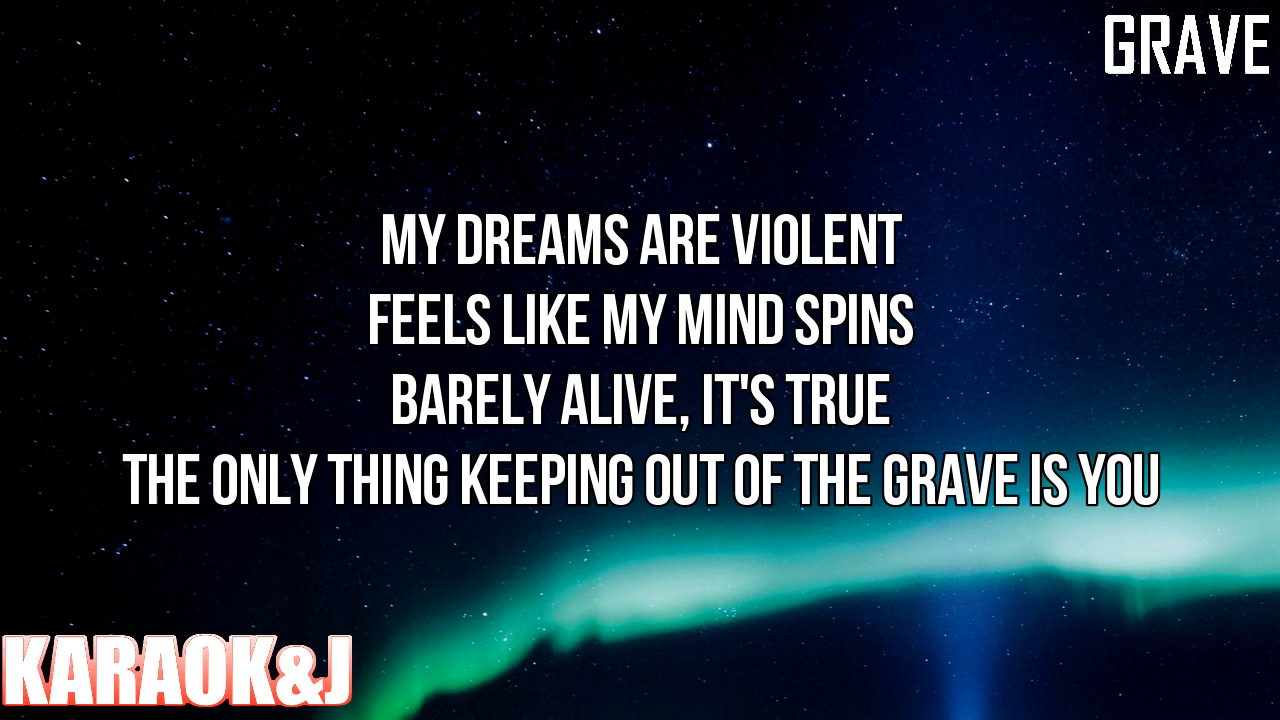 GRAVE
MY DREAMS ARE VIOLENT
FEELS LIKE MY MIND SPINS
BARELY ALIVE, IT'S TRUE
THE ONLY THING KEEPING OUT OF THE GRAVE IS YOU
KARAOK&J